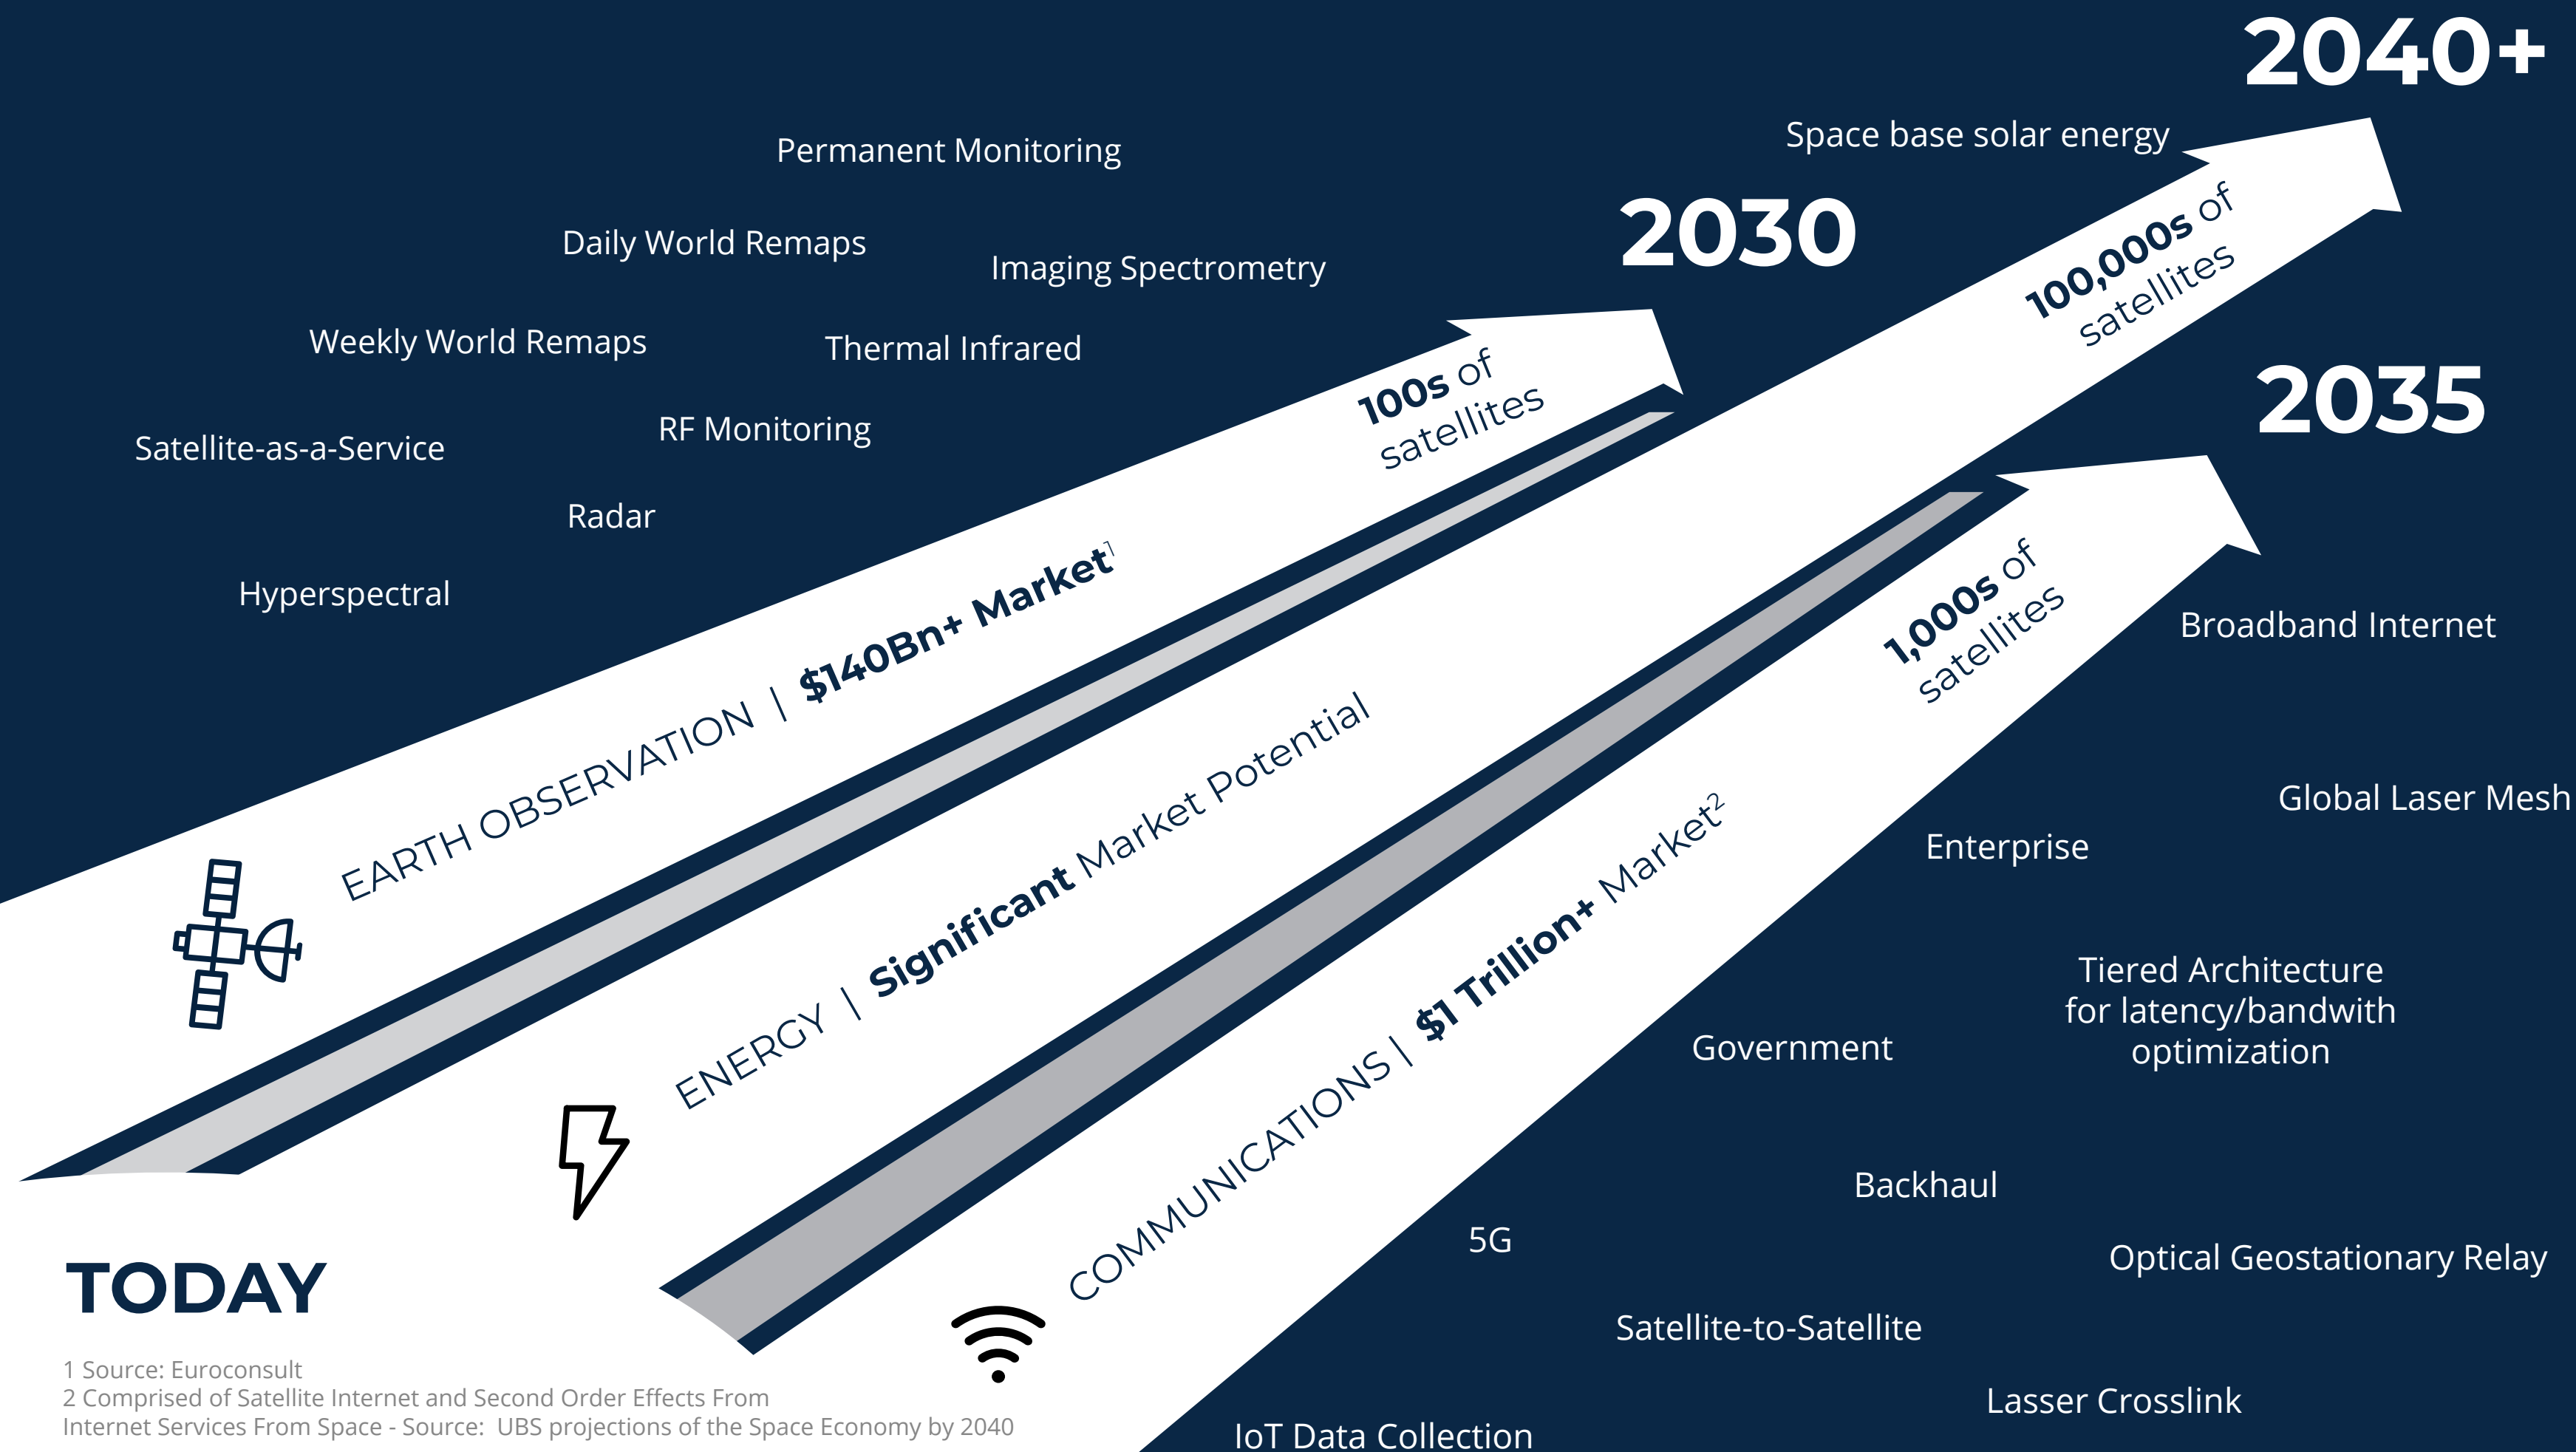 2040+
Space base solar energy
Permanent Monitoring
2030
Daily World Remaps
Imaging Spectrometry
Weekly World Remaps
Thermal Infrared
Satellite-as-a-Service
RF Monitoring
Radar
Hyperspectral
100s of
satellites
100,000s of
satellites
2035
1,000s of
satellites
EARTH OBSERVATION | $140Bn+ Market1
ENERGY | Significant Market Potential
COMMUNICATIONS | $1 Trillion+ Market2
Broadband Internet
Global Laser Mesh
Enterprise
Tiered Architecture
for latency/bandwith
optimization
Government
Backhaul
5G
Optical Geostationary Relay
Satellite-to-Satellite
Lasser Crosslink
IoT Data Collection
TODAY
1 Source: Euroconsult
2 Comprised of Satellite Internet and Second Order Effects From
Internet Services From Space - Source: UBS projections of the Space Economy by 2040